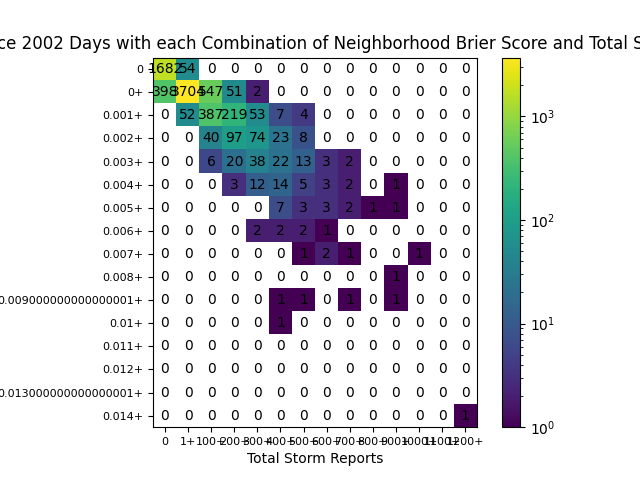 ce 2002 Days with each Combination of Neighborhood Brier Score and Total S
0 1682 54 0 0 0 0 0 0 0 0 0 0 0 0
0+ 398 3704 547 51 2 0 0 0 0 0 0 0 0 0
0.001+ 0 52 387 219 53 7 4 0 0 0 0 0 0 0
0.002+ 0 0 40 97 74 23 8 0 0 0 0 0 0 0
0.003+ 0 0 6 20 38 22 13 3 2 0 0 0 0 0
0.004+ 0 0 0 3 12 14 5 3 2 0 1 0 0 0
0.005+ 0 0 0 0 0 7 3 3 2 1 1 0 0 0
0.006+ 0 0 0 0 2 2 2 1 0 0 0 0 0 0
0.007+ 0 0 0 0 0 0 1 2 1 0 0 1 0 0
0.008+ 0 0 0 0 0 0 0 0 0 0 1 0 0 0
0.009000000000000001+ 0 0 0 0 0 1 1 0 1 0 1 0 0 0
0.01+ 0 0 0 0 0 1 0 0 0 0 0 0 0 0
0.011+ 0 0 0 0 0 0 0 0 0 0 0 0 0 0
0.012+ 0 0 0 0 0 0 0 0 0 0 0 0 0 0
0.013000000000000001+ 0 0 0 0 0 0 0 0 0 0 0 0 0 0
0.014+ 0 0 0 0 0 0 0 0 0 0 0 0 0 1
0 1+ 100+ 200+ 300+ 400+ 500+ 600+ 700+ 800+ 900+ 1000+ 1100+ 1200+
Total Storm Reports
10³
10²
10¹
10⁰